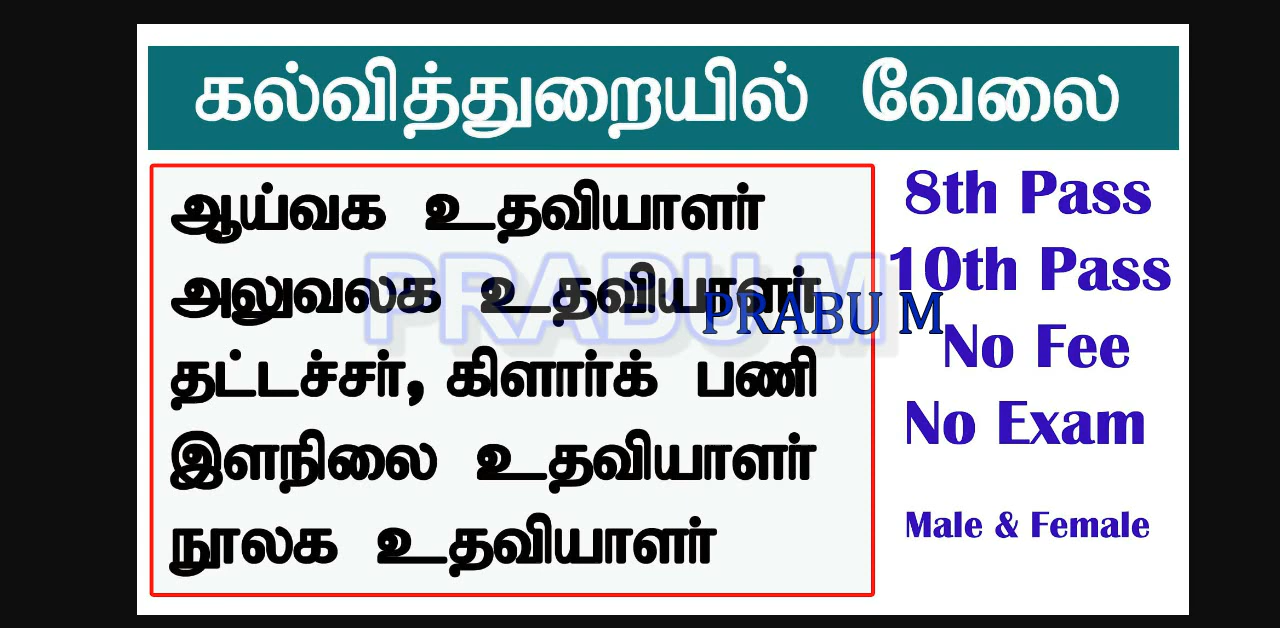 கல்வித்துறையில் வேலை
ஆய்வக உதவியாளர்
அலுவலக உதவியாளர்
தட்டச்சர், கிளார்க் பணி
இளநிலை உதவியாளர்
நூலக உதவியாளர்
8th Pass
10th Pass
No Fee
No Exam
Male & Female
PRABU M
PRABU M